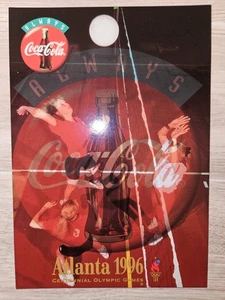 ALWAYS
Coca-Cola
ALWAYS
Coca-Cola
Atlanta 1996
CENTENNIAL OLYMPIC GAMES